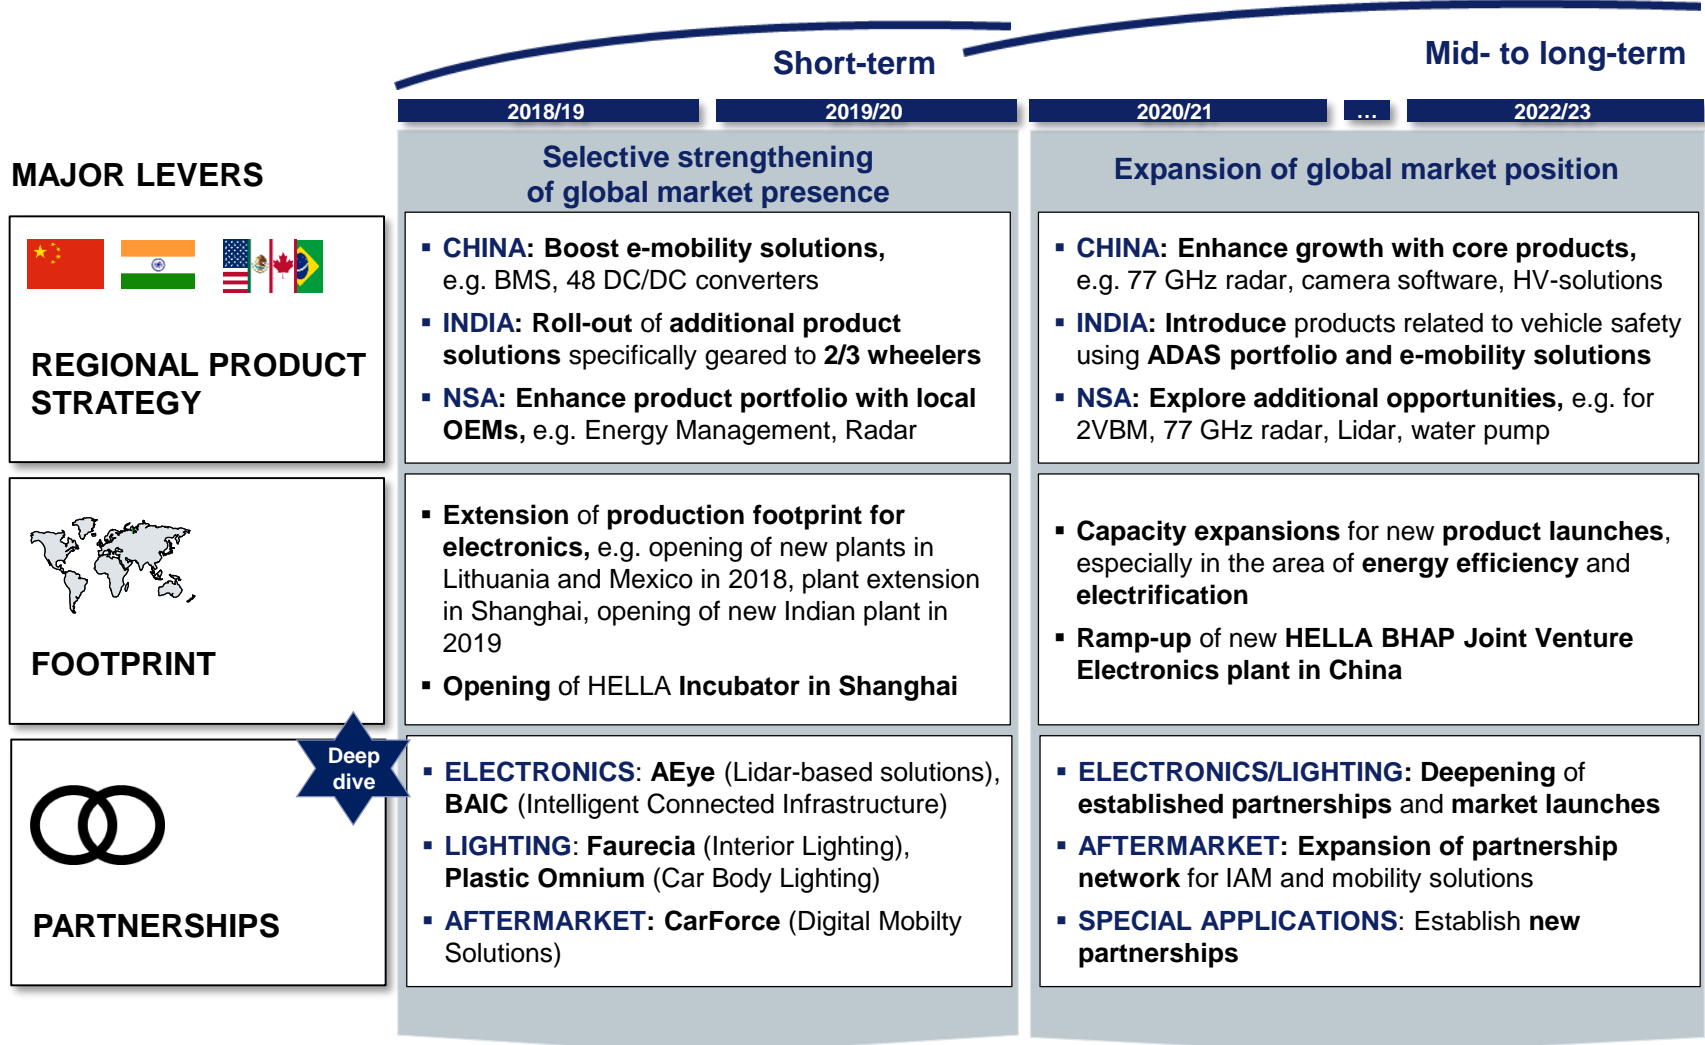 Short-term
Mid- to long-term
2018/19
2019/20
2020/21
...
2022/23
MAJOR LEVERS
Selective strengthening
of global market presence
Expansion of global market position
REGIONAL PRODUCT
STRATEGY
▪ CHINA: Boost e-mobility solutions,
e.g. BMS, 48 DC/DC converters
▪ INDIA: Roll-out of additional product
solutions specifically geared to 2/3 wheelers
▪ NSA: Enhance product portfolio with local
OEMs, e.g. Energy Management, Radar
▪ CHINA: Enhance growth with core products,
e.g. 77 GHz radar, camera software, HV-solutions
▪ INDIA: Introduce products related to vehicle safety
using ADAS portfolio and e-mobility solutions
▪ NSA: Explore additional opportunities, e.g. for
2VBM, 77 GHz radar, Lidar, water pump
FOOTPRINT
▪ Extension of production footprint for
electronics, e.g. opening of new plants in
Lithuania and Mexico in 2018, plant extension
in Shanghai, opening of new Indian plant in
2019
▪ Opening of HELLA Incubator in Shanghai
▪ Capacity expansions for new product launches,
especially in the area of energy efficiency and
electrification
▪ Ramp-up of new HELLA BHAP Joint Venture
Electronics plant in China
Deep
dive
PARTNERSHIPS
▪ ELECTRONICS: AEye (Lidar-based solutions),
BAIC (Intelligent Connected Infrastructure)
▪ LIGHTING: Faurecia (Interior Lighting),
Plastic Omnium (Car Body Lighting)
▪ AFTERMARKET: CarForce (Digital Mobilty
Solutions)
▪ ELECTRONICS/LIGHTING: Deepening of
established partnerships and market launches
▪ AFTERMARKET: Expansion of partnership
network for IAM and mobility solutions
▪ SPECIAL APPLICATIONS: Establish new
partnerships